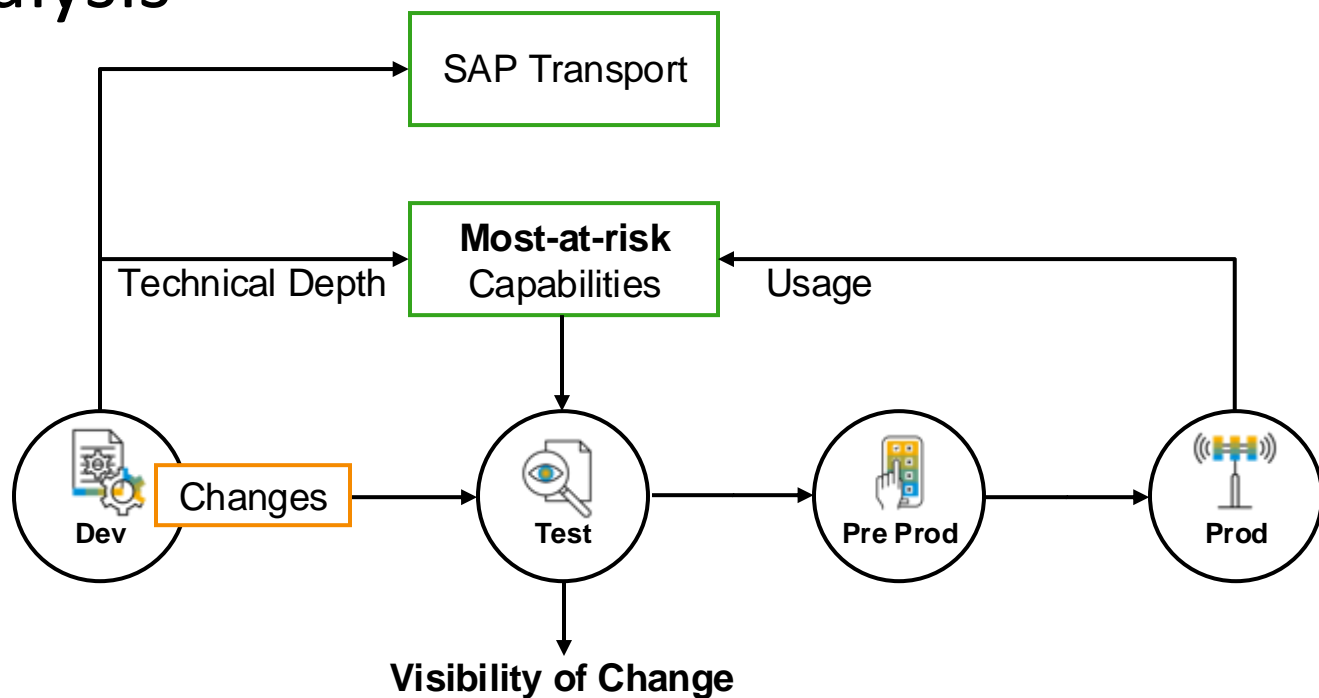 SAP Transport
Most-at-risk
Capabilities
Technical Depth
Usage
Changes
Dev
Test
Pre Prod
Prod
Visibility of Change